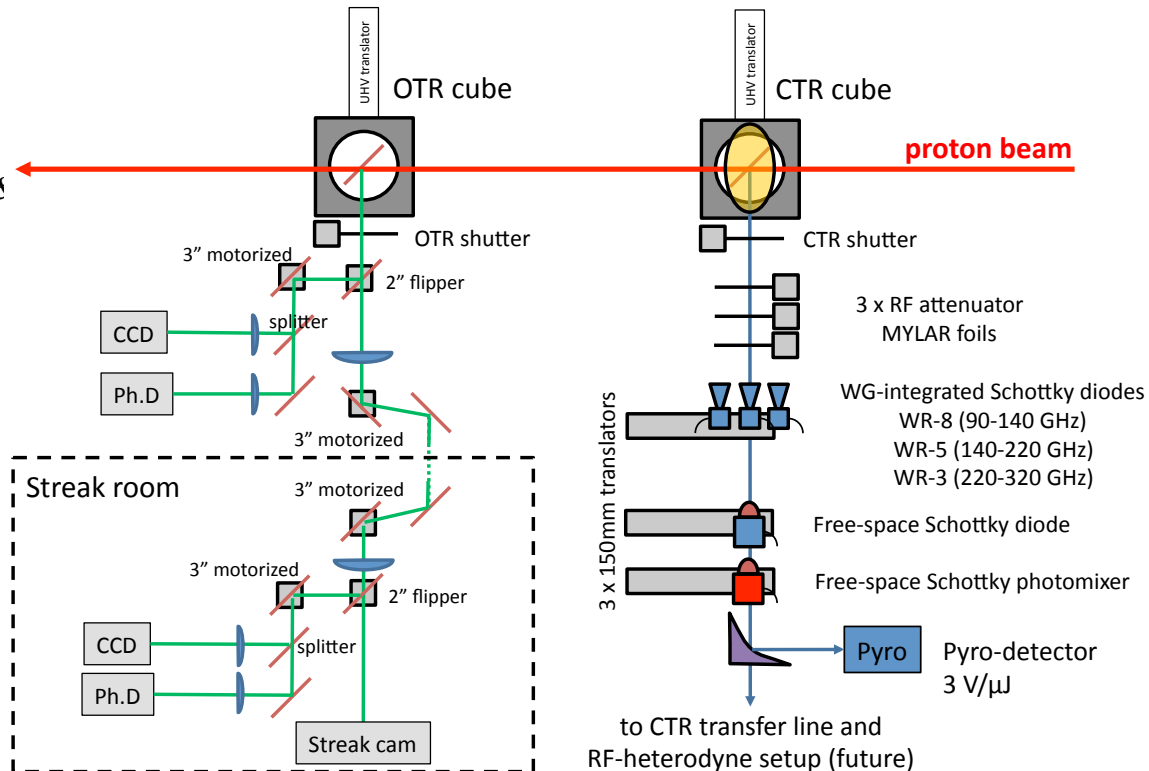 UHV translator
OTR cube
UHV translator
CTR cube
proton beam
OTR shutter
CTR shutter
3” motorized
2” flipper
splitter
CCD
Ph.D
3” motorized
3 x RF attenuator
MYLAR foils
WG-integrated Schottky diodes
WR-8 (90-140 GHz)
WR-5 (140-220 GHz)
WR-3 (220-320 GHz)
3 x 150mm translators
Free-space Schottky diode
Free-space Schottky photomixer
Pyro
Pyro-detector
3 V/µJ
to CTR transfer line and
RF-heterodyne setup (future)
Streak room
3” motorized
3” motorized
2” flipper
splitter
CCD
Ph.D
Streak cam